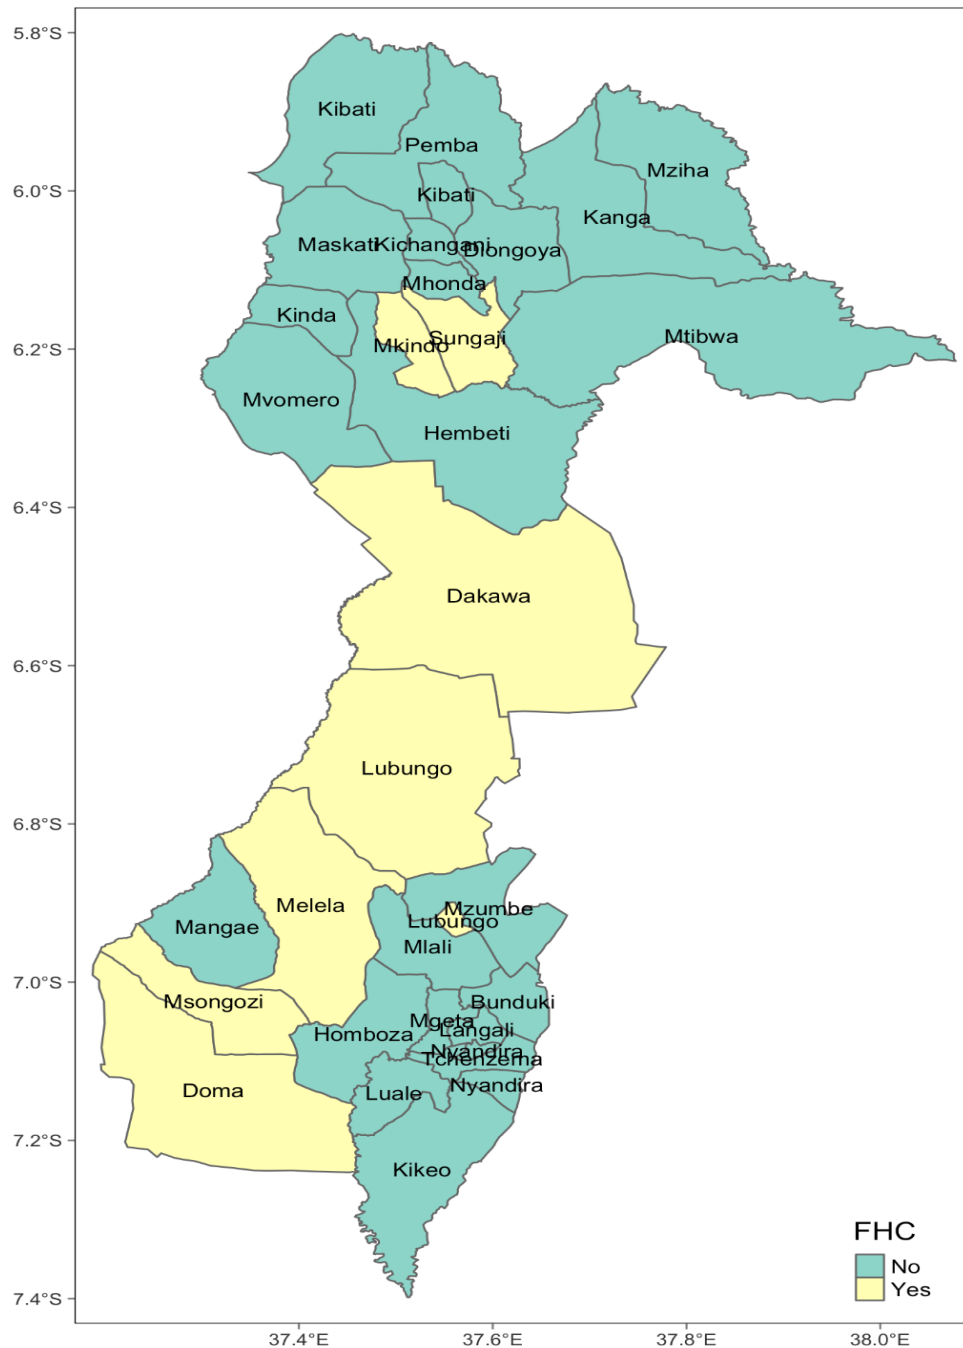 5.8°S
Kibati
Pemba
Mziha
6.0°S
Kibati
Kanga
Maskati
Kichangani
Diongoya
Mhonda
Kinda
6.2°S
Mkindo
Sungaji
Mtibwa
Mvomero
Hembeti
6.4°S
Dakawa
6.6°S
Lubungo
6.8°S
Melela
Mzumbe
Mangae
Lubungo
Mlali
7.0°S
Msongozi
Bunduki
Mgeta
Homboza
Langali
Nyandira
Tchenzema
Doma
Luale
Nyandira
7.2°S
Kikeo
FHC
No
Yes
7.4°S
37.4°E 37.6°E 37.8°E 38.0°E